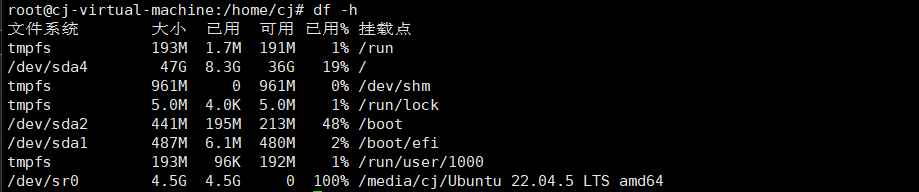 root@cj-virtual-machine:/home/cj# df -h
文件系统 大小 已用 可用 已用% 挂载点
tmpfs 193M 1.7M 191M 1% /run
/dev/sda4 47G 8.3G 36G 19% /
tmpfs 961M 0 961M 0% /dev/shm
tmpfs 5.0M 4.0K 5.0M 1% /run/lock
/dev/sda2 441M 195M 213M 48% /boot
/dev/sda1 487M 6.1M 480M 2% /boot/efi
tmpfs 193M 96K 192M 1% /run/user/1000
/dev/sr0 4.5G 4.5G 0 100% /media/cj/Ubuntu 22.04.5 LTS amd64